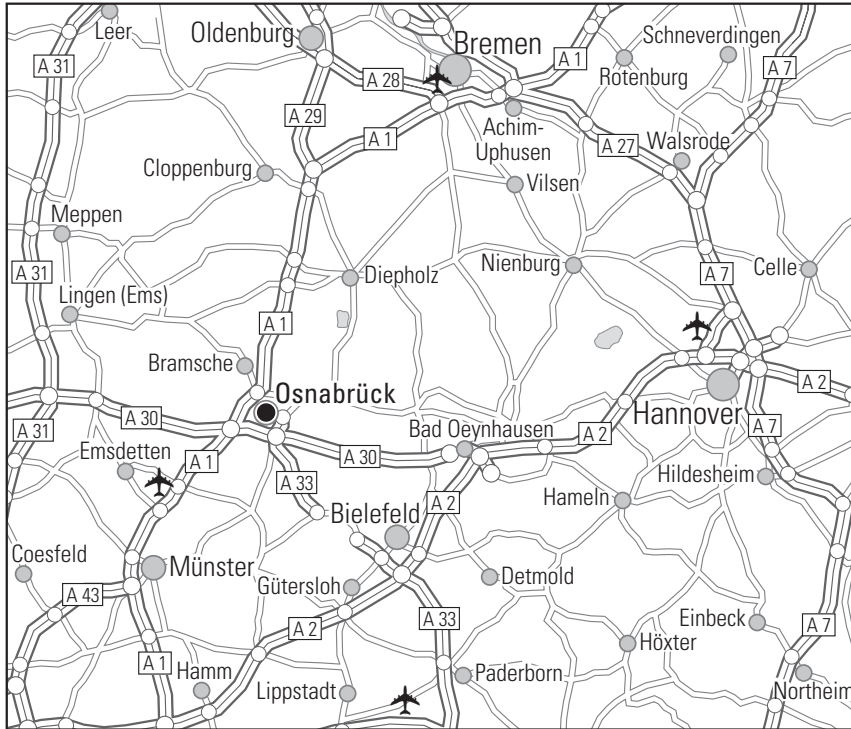 Leer
Oldenburg
Bremen
Schneverdingen
A 31
A 28
A 1
Rotenburg
A 7
A 29
A 1
Achim-
Uphusen
A 27
Walsrode
Cloppenburg
Vilsen
Meppen
A 31
Diepholz
Nienburg
A 7
Celle
Lingen (Ems)
A 1
Bramsche
Osnabrück
A 30
Hannover
A 2
A 31
Bad Oeynhausen
A 2
A 7
Emsdetten
A 1
A 30
A 33
A 2
Hildesheim
Hameln
Bielefeld
Coesfeld
Münster
Gütersloh
Detmold
A 43
A 2
A 33
Einbeck
A 7
Höxter
A 1
Hamm
Lippstadt
Paderborn
Northeim